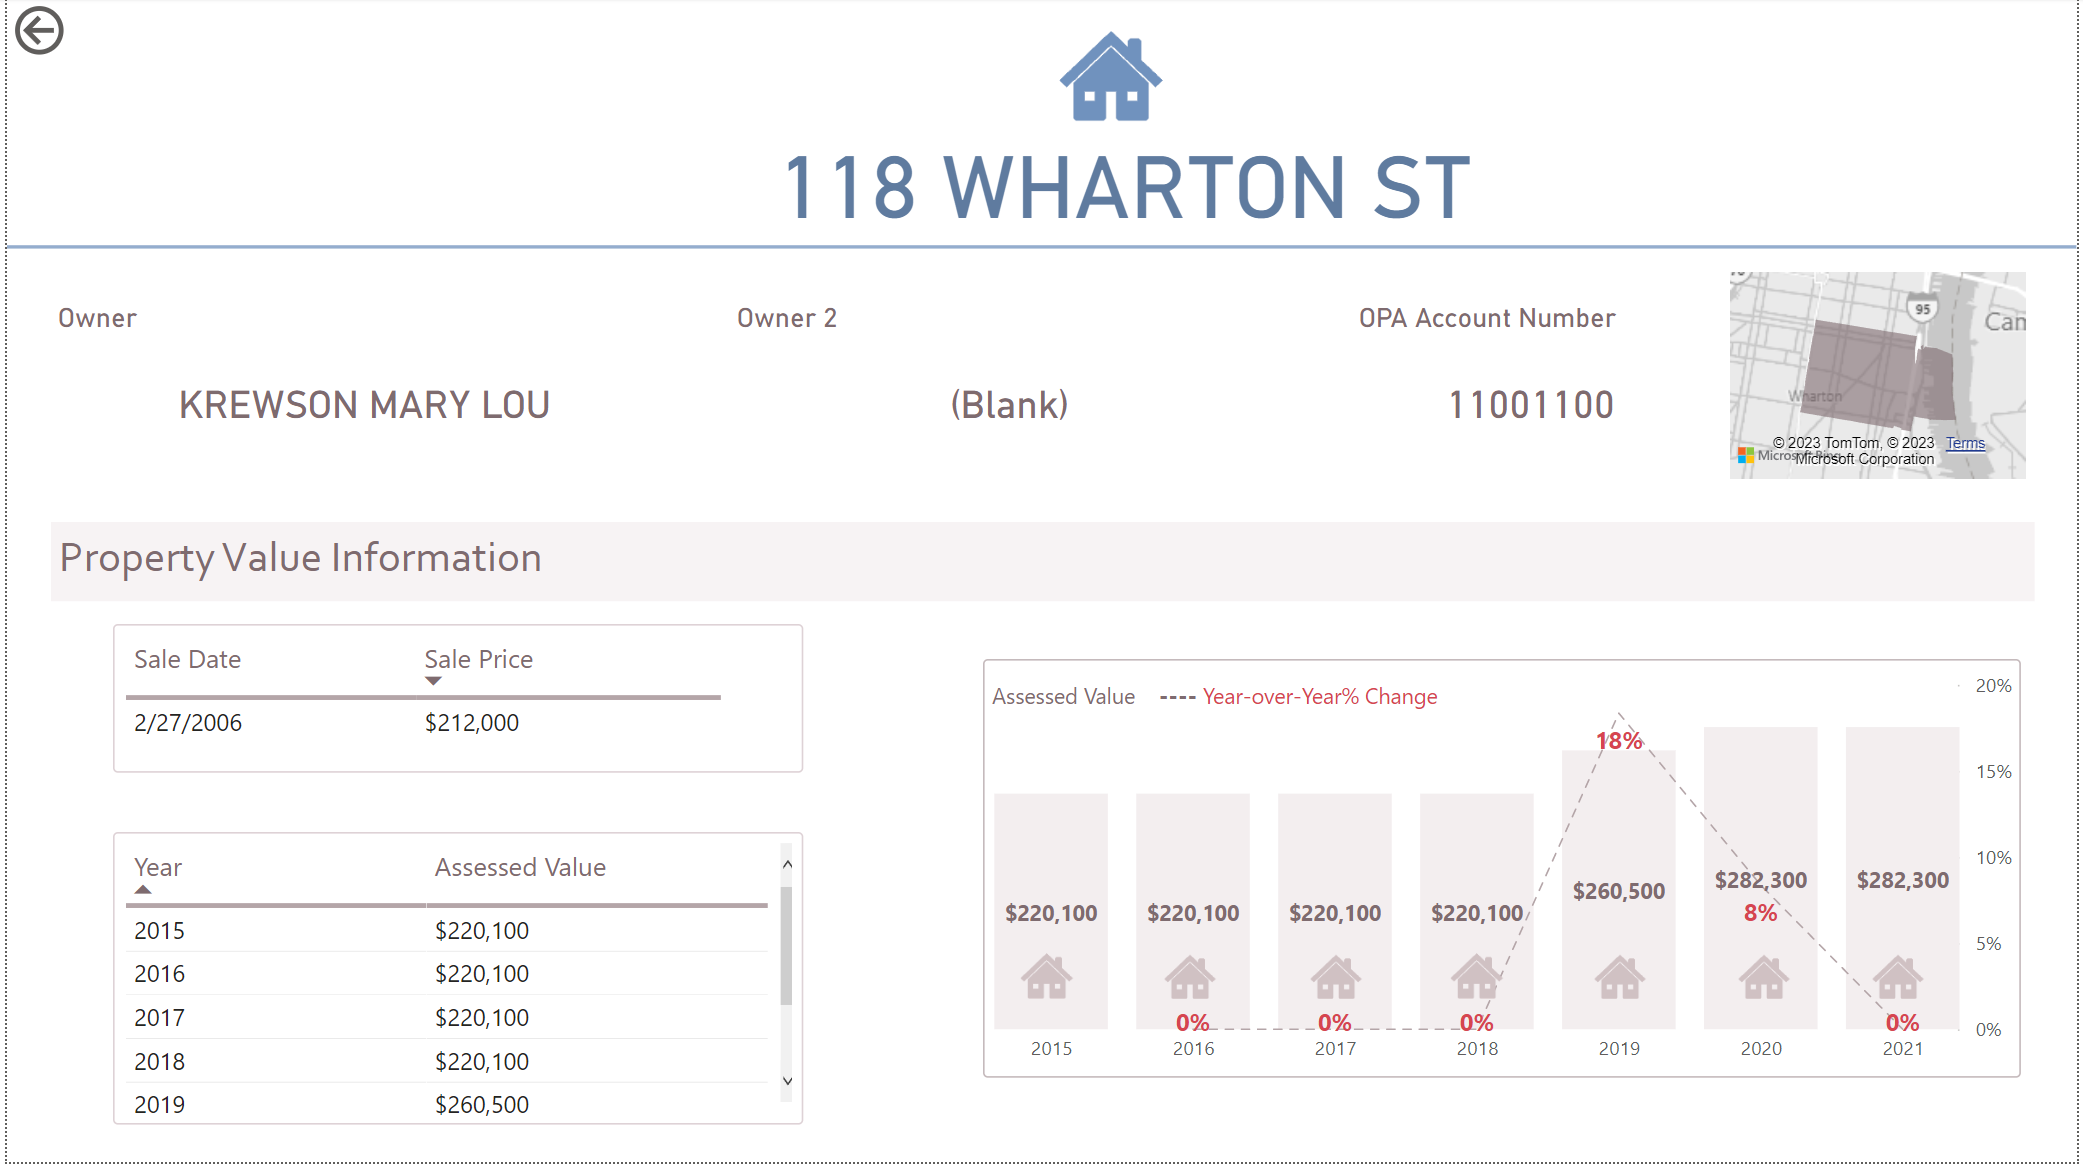 118 WHARTON ST
Owner
Owner 2
OPA Account Number
KREWSON MARY LOU
(Blank)
11001100
95
Can
Wharton
© 2023 TomTom, © 2023 Terms
Microsoft Bing
Microsoft Corporation
Property Value Information
Sale Date Sale Price
2/27/2006 $212,000
Year Assessed Value
2015 $220,100
2016 $220,100
2017 $220,100
2018 $220,100
2019 $260,500
Assessed Value ---- Year-over-Year% Change
20%
15%
10%
5%
0%
18%
$220,100 $220,100 $220,100 $220,100 $260,500 $282,300 $282,300
8%
0% 0% 0% 0%
2015 2016 2017 2018 2019 2020 2021